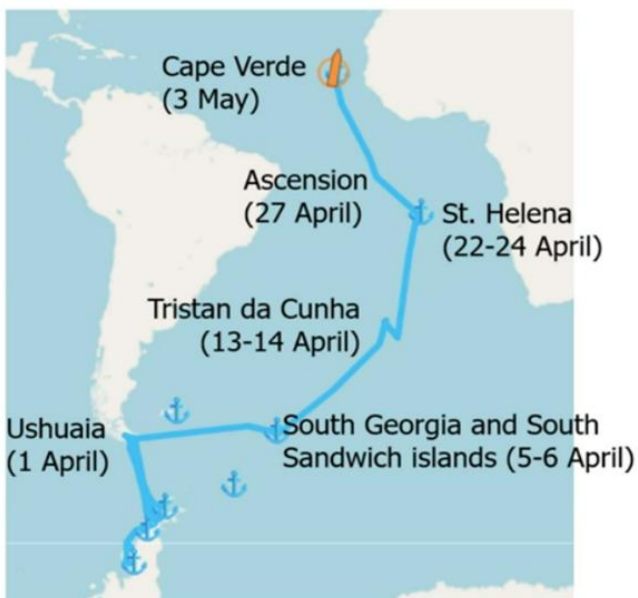 Cape Verde
(3 May)
Ascension
(27 April)
St. Helena
(22-24 April)
Tristan da Cunha
(13-14 April)
Ushuaia
(1 April)
South Georgia and South
Sandwich islands (5-6 April)